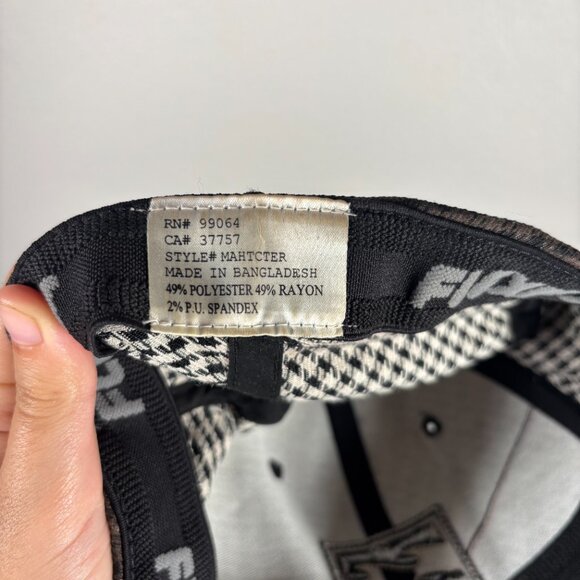 RN# 99064
CA# 37757
STYLE# MAHTCTER
MADE IN BANGLADESH
49% POLYESTER 49% RAYON
2% P.U. SPANDEX